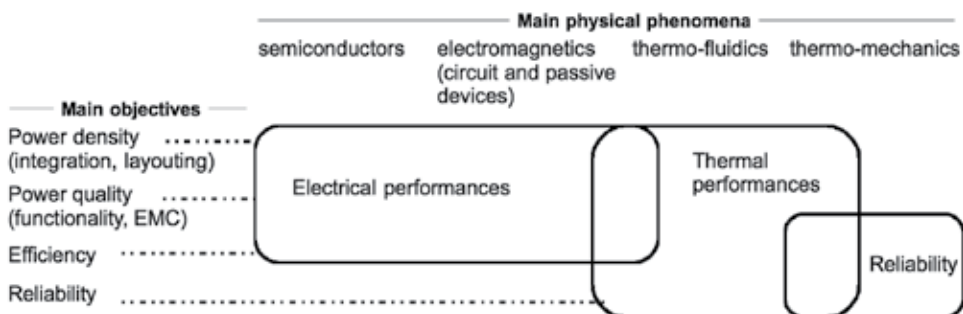 Main physical phenomena
semiconductors electromagnetics thermo-fluidics thermo-mechanics
(circuit and passive
devices)
Main objectives
Power density
(integration, layouting)
Power quality
(functionality, EMC)
Efficiency
Reliability
Electrical performances
Thermal
performances
Reliability